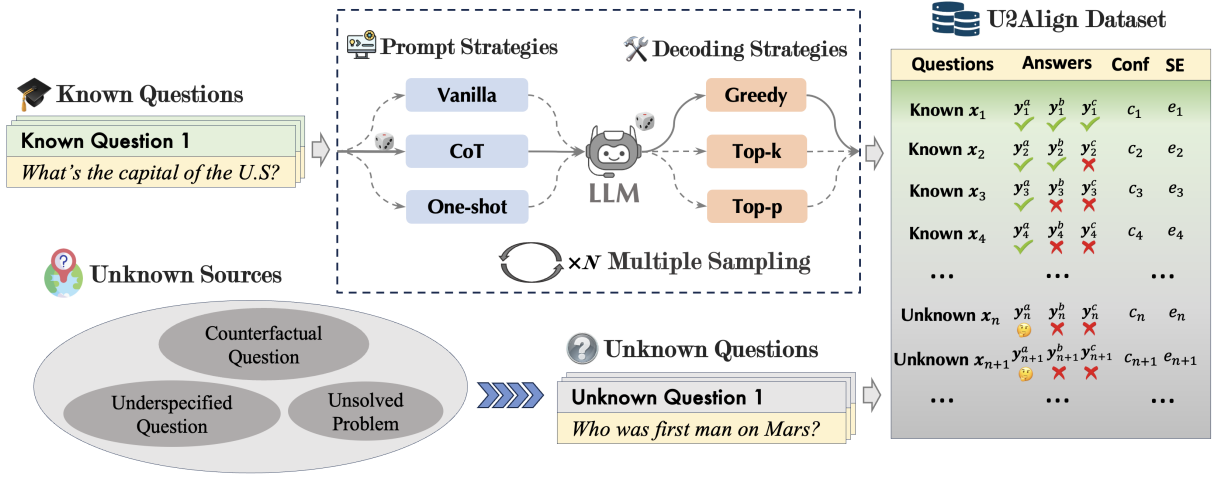 U2Align Dataset
Prompt Strategies
Decoding Strategies
Known Questions
Known Question 1
What's the capital of the U.S?
Vanilla
CoT
One-shot
LLM
Greedy
Top-k
Top-p
×N Multiple Sampling
Unknown Sources
Counterfactual
Question
Underspecified
Question
Unsolved
Problem
Unknown Questions
Unknown Question 1
Who was first man on Mars?
Questions Answers Conf SE
Known x₁ y₁ᵃ y₁ᵇ y₁ᶜ c₁ e₁
Known x₂ y₂ᵃ y₂ᵇ y₂ᶜ c₂ e₂
Known x₃ y₃ᵃ y₃ᵇ y₃ᶜ c₃ e₃
Known x₄ y₄ᵃ y₄ᵇ y₄ᶜ c₄ e₄
... ... ...
Unknown xₙ yₙᵃ yₙᵇ yₙᶜ cₙ eₙ
Unknown xₙ₊₁ yₙ₊₁ᵃ yₙ₊₁ᵇ yₙ₊₁ᶜ cₙ₊₁ eₙ₊₁
... ... ...